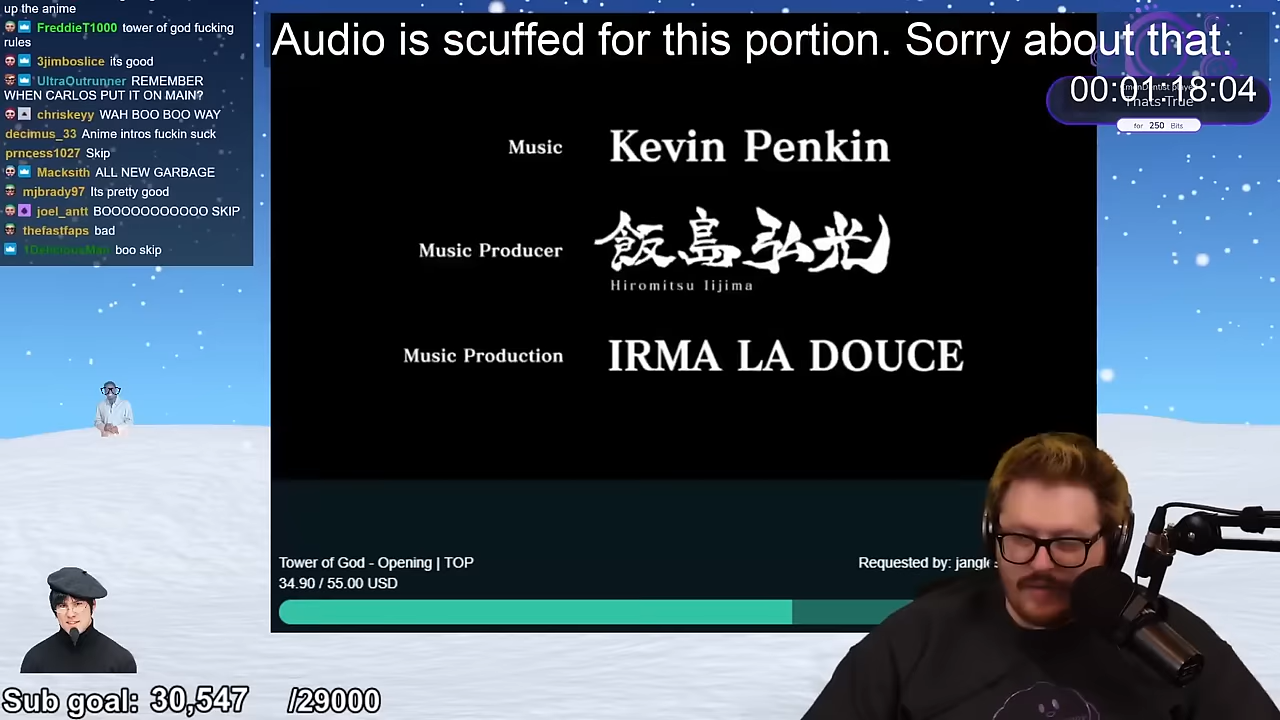 up the anime
FreddieT1000 tower of god fucking
rules
3jimboslice its good
UltraOutrunner REMEMBER
WHEN CARLOS PUT IT ON MAIN?
chriskeyy WAH BOO BOO WAY
decimus_33 Anime intros fuckin suck
prncess1027 Skip
Macksith ALL NEW GARBAGE
mjbrady97 Its pretty good
joel_antt BOOOOOOOOOOO SKIP
thefastfaps bad
1DeliciousMan boo skip
Audio is scuffed for this portion. Sorry about that.
00:01:18:04
Thats True
for 250 Bits
Music Kevin Penkin
Music Producer 飯島弘光
Hiromitsu Iijima
Music Production IRMA LA DOUCE
Tower of God - Opening | TOP
34.90 / 55.00 USD
Requested by: jangle
Sub goal: 30,547 /29000